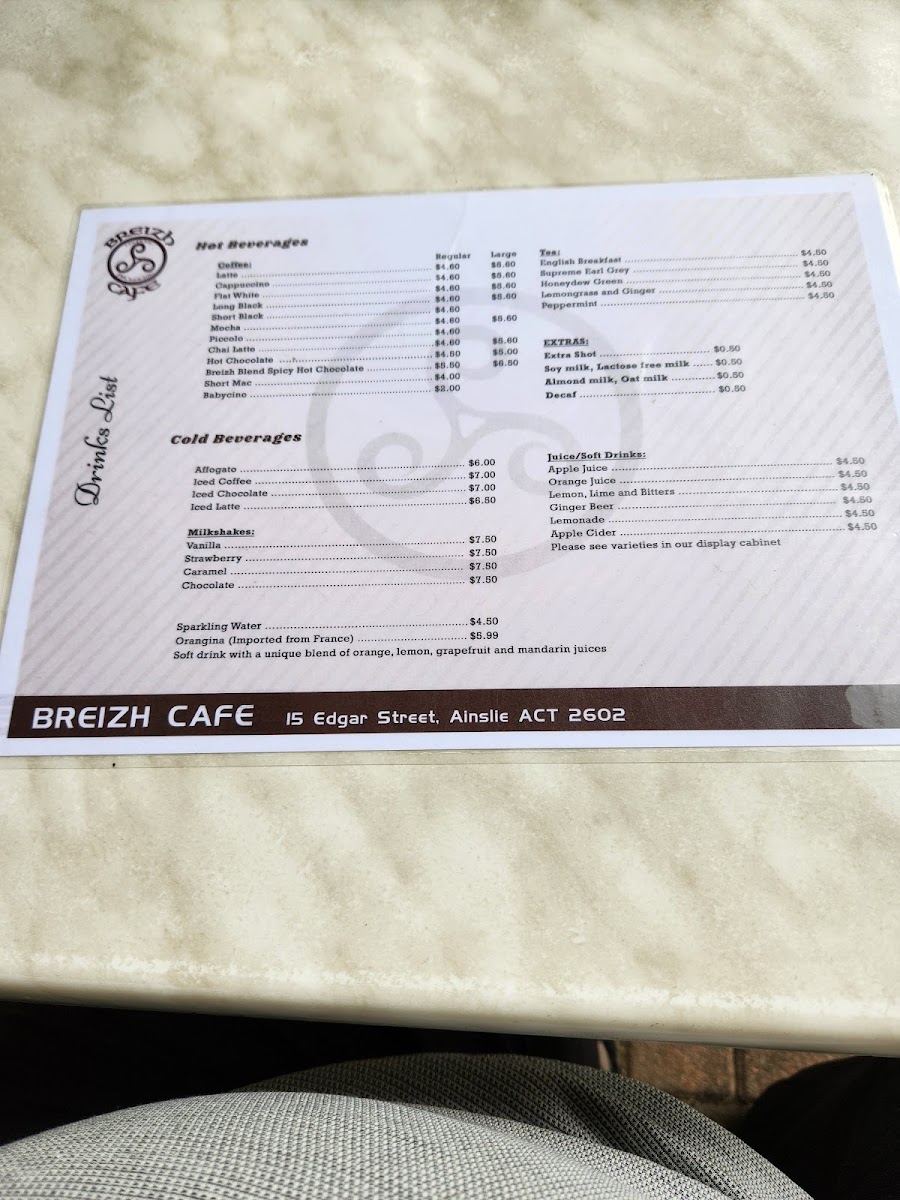 BREIZH
CAFE
Drinks List
Hot Beverages
Regular Large
Coffee:
Latte $4.60 $5.60
Cappuccino $4.60 $5.60
Flat White $4.60 $5.60
Long Black $4.60 $5.60
Short Black $4.60
Mocha $4.60 $5.60
Piccolo $4.60
Chai Latte $4.60 $5.60
Hot Chocolate $4.50 $5.00
Breizh Blend Spicy Hot Chocolate $5.50 $6.50
Short Mac $4.00
Babycino $2.00
Tea:
English Breakfast $4.50
Supreme Earl Grey $4.50
Honeydew Green $4.50
Lemongrass and Ginger $4.50
Peppermint $4.50
EXTRAS:
Extra Shot $0.50
Soy milk, Lactose free milk $0.50
Almond milk, Oat milk $0.50
Decaf $0.50
Cold Beverages
Affogato $6.00
Iced Coffee $7.00
Iced Chocolate $7.00
Iced Latte $6.50
Milkshakes:
Vanilla $7.50
Strawberry $7.50
Caramel $7.50
Chocolate $7.50
Juice/Soft Drinks:
Apple Juice $4.50
Orange Juice $4.50
Lemon, Lime and Bitters $4.50
Ginger Beer $4.50
Lemonade $4.50
Apple Cider $4.50
Please see varieties in our display cabinet
Sparkling Water $4.50
Orangina (Imported from France) $5.99
Soft drink with a unique blend of orange, lemon, grapefruit and mandarin juices
BREIZH CAFE 15 Edgar Street, Ainslie ACT 2602